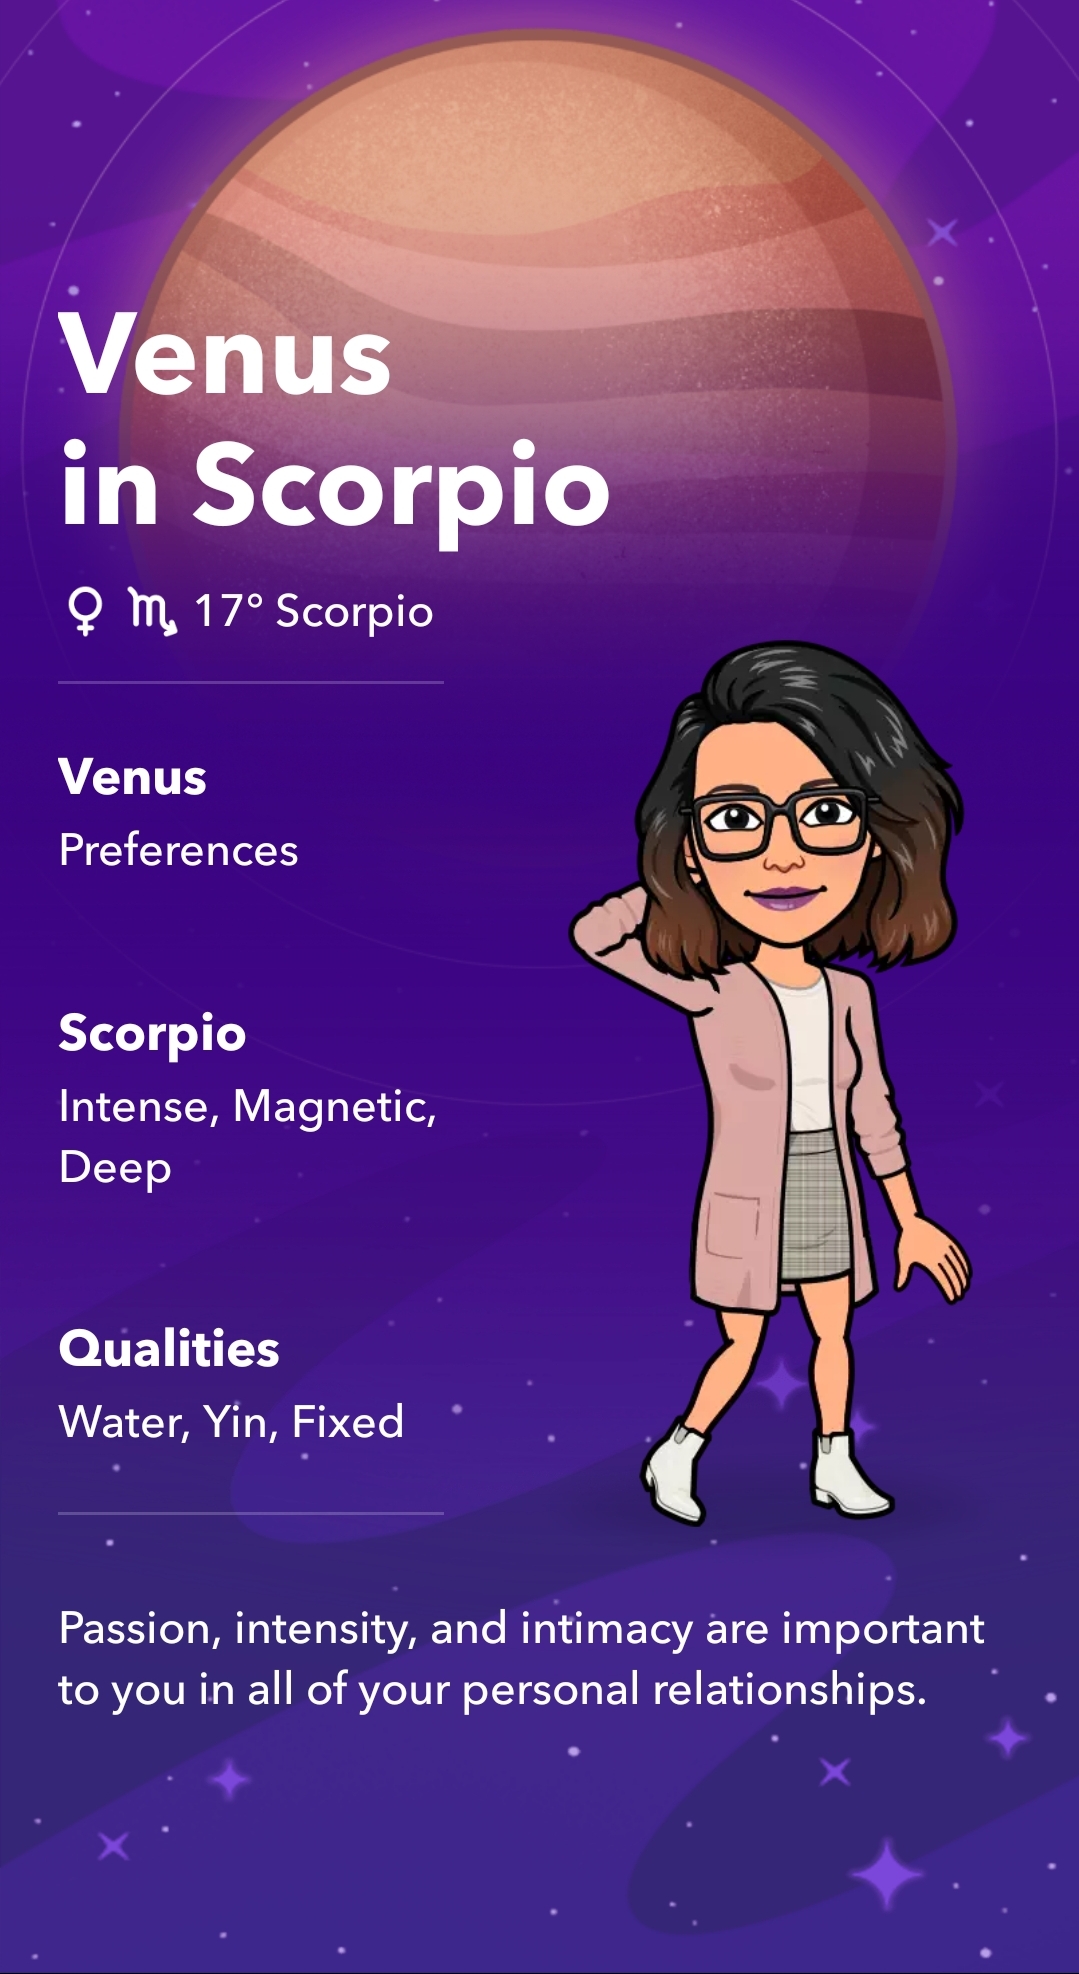 Venus
in Scorpio
♀ ♏ 17° Scorpio
Venus
Preferences
Scorpio
Intense, Magnetic,
Deep
Qualities
Water, Yin, Fixed
Passion, intensity, and intimacy are important
to you in all of your personal relationships.